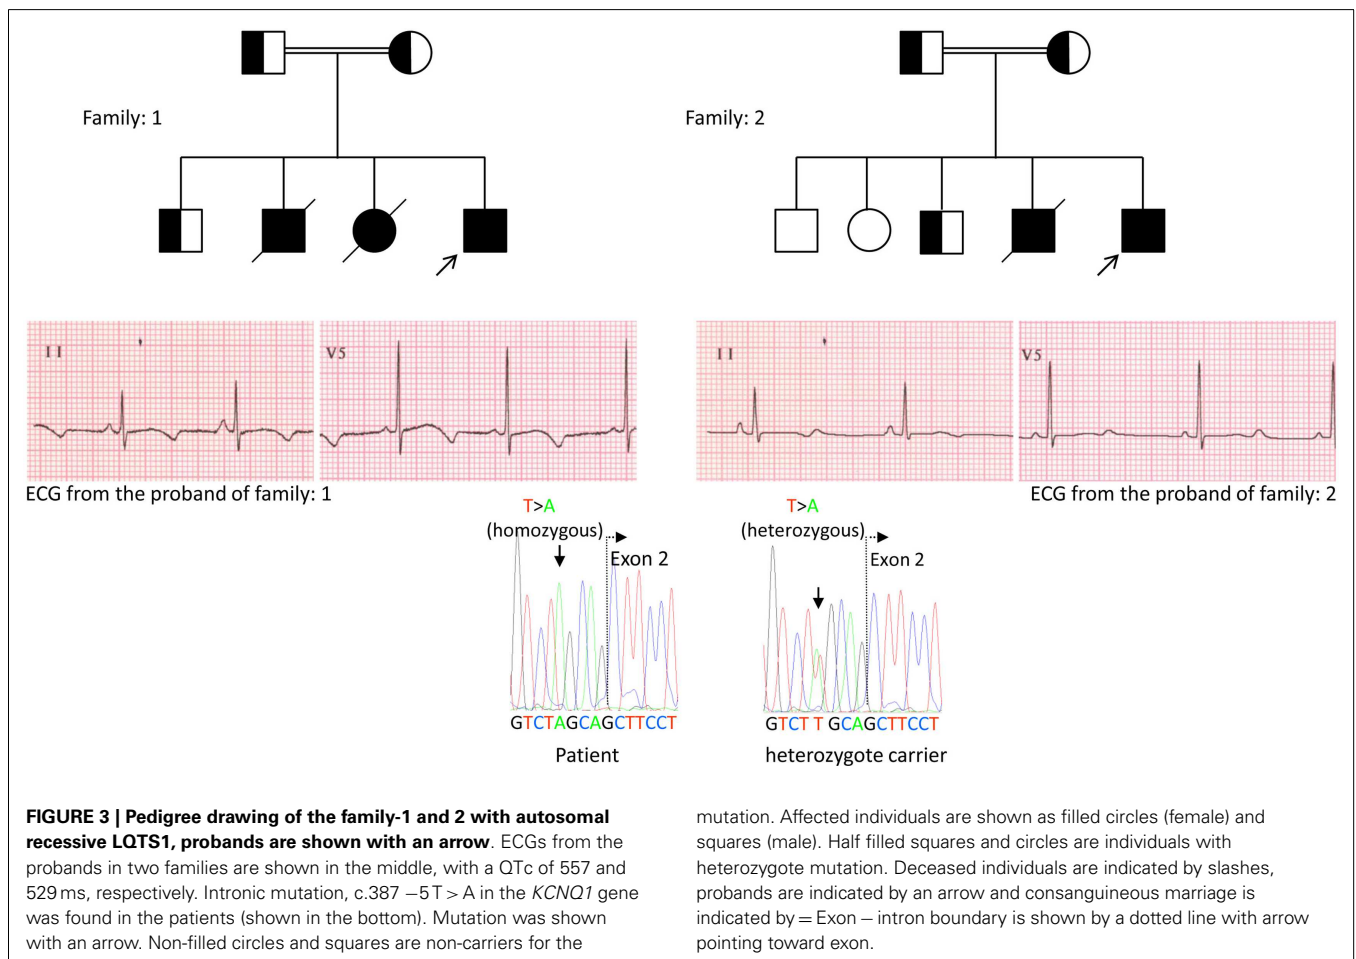 Family: 1
Family: 2
II
V5
II
V5
ECG from the proband of family: 1
ECG from the proband of family: 2
T>A
(homozygous)
Exon 2
GTCTAGCAGCTTCCT
Patient
T>A
(heterozygous)
Exon 2
GTCTTGCAGCTTCCT
heterozygote carrier
FIGURE 3 | Pedigree drawing of the family-1 and 2 with autosomal
recessive LQTS1, probands are shown with an arrow. ECGs from the
probands in two families are shown in the middle, with a QTc of 557 and
529 ms, respectively. Intronic mutation, c.387 −5 T > A in the KCNQ1 gene
was found in the patients (shown in the bottom). Mutation was shown
with an arrow. Non-filled circles and squares are non-carriers for the
mutation. Affected individuals are shown as filled circles (female) and
squares (male). Half filled squares and circles are individuals with
heterozygote mutation. Deceased individuals are indicated by slashes,
probands are indicated by an arrow and consanguineous marriage is
indicated by = Exon − intron boundary is shown by a dotted line with arrow
pointing toward exon.